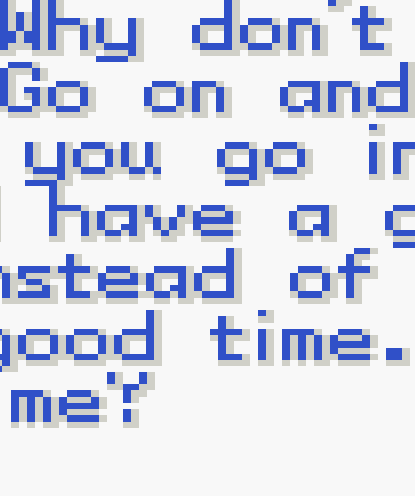 Why don't
Go on and
you go in
have a g
nstead of
good time.
me?